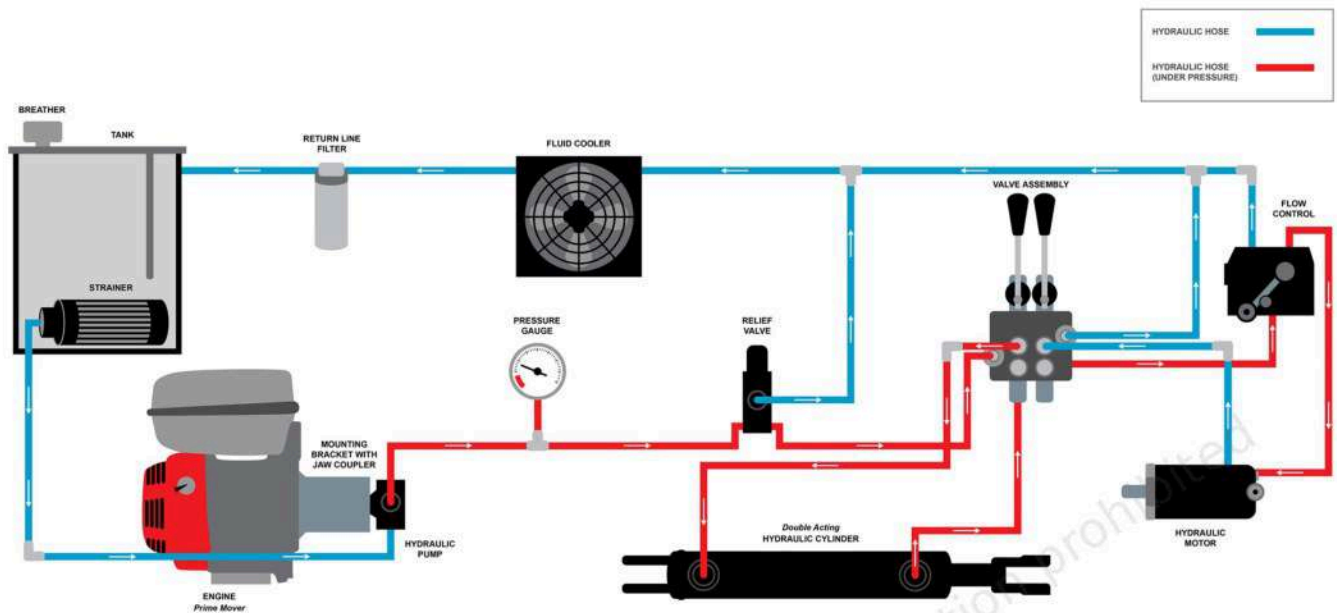 HYDRAULIC HOSE
HYDRAULIC HOSE
(UNDER PRESSURE)
BREATHER
TANK
RETURN LINE
FILTER
FLUID COOLER
VALVE ASSEMBLY
FLOW
CONTROL
STRAINER
PRESSURE
GAUGE
RELIEF
VALVE
MOUNTING
BRACKET WITH
JAW COUPLER
HYDRAULIC
PUMP
Double Acting
HYDRAULIC CYLINDER
HYDRAULIC
MOTOR
ENGINE
Prime Mover
prohibited